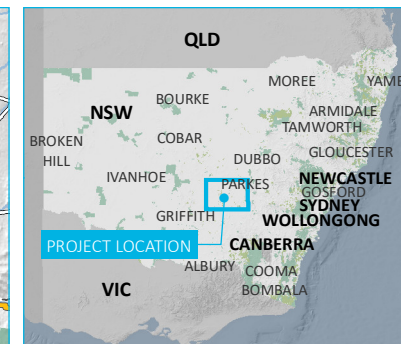 QLD
MOREE
YAMB
BOURKE
NSW
ARMIDALE
TAMWORTH
COBAR
BROKEN
HILL
GLOUCESTER
DUBBO
IVANHOE
NEWCASTLE
PARKES
GOSFORD
SYDNEY
GRIFFITH
WOLLONGONG
PROJECT LOCATION
CANBERRA
ALBURY
COOMA
VIC
BOMBALA